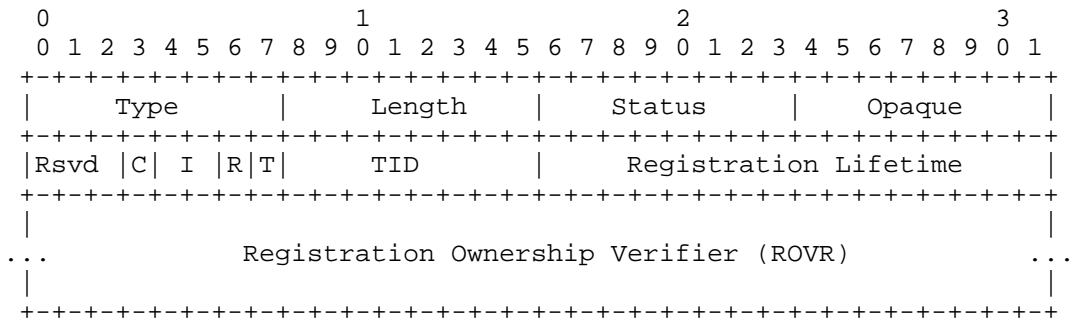 0                   1                   2                   3
 0 1 2 3 4 5 6 7 8 9 0 1 2 3 4 5 6 7 8 9 0 1 2 3 4 5 6 7 8 9 0 1
+-+-+-+-+-+-+-+-+-+-+-+-+-+-+-+-+-+-+-+-+-+-+-+-+-+-+-+-+-+-+-+-+
|     Type      |     Length    |    Status     |    Opaque     |
+-+-+-+-+-+-+-+-+-+-+-+-+-+-+-+-+-+-+-+-+-+-+-+-+-+-+-+-+-+-+-+-+
|Rsvd |C| I |R|T|     TID       |     Registration Lifetime     |
+-+-+-+-+-+-+-+-+-+-+-+-+-+-+-+-+-+-+-+-+-+-+-+-+-+-+-+-+-+-+-+-+
|                                                               |
...            Registration Ownership Verifier (ROVR)           ...
|                                                               |
+-+-+-+-+-+-+-+-+-+-+-+-+-+-+-+-+-+-+-+-+-+-+-+-+-+-+-+-+-+-+-+-+